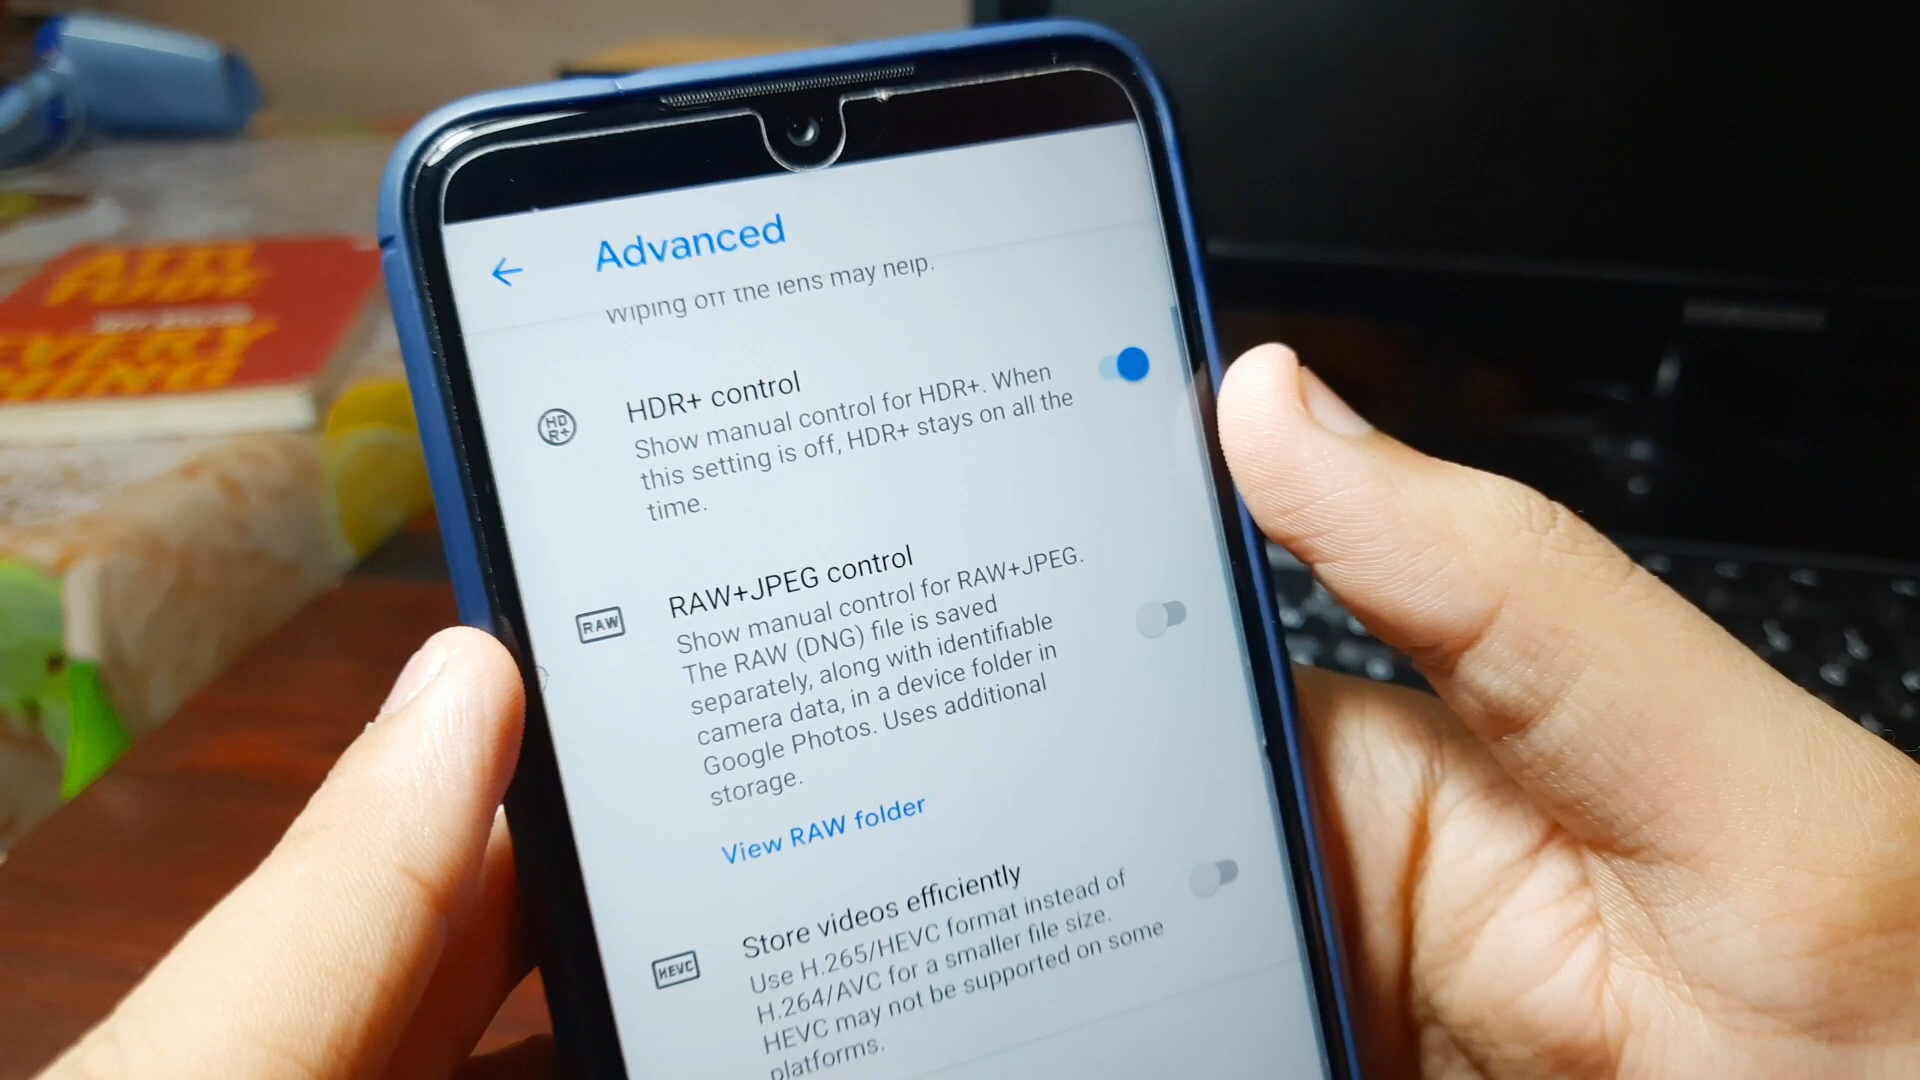 Advanced
Wiping off the lens may help.
HDR+
HDR+ control
Show manual control for HDR+. When
this setting is off, HDR+ stays on all the
time.
RAW
RAW+JPEG control
Show manual control for RAW+JPEG.
The RAW (DNG) file is saved
separately, along with identifiable
camera data, in a device folder in
Google Photos. Uses additional
storage.
View RAW folder
HEVC
Store videos efficiently
Use H.265/HEVC format instead of
H.264/AVC for a smaller file size.
HEVC may not be supported on some
platforms.
EVERY